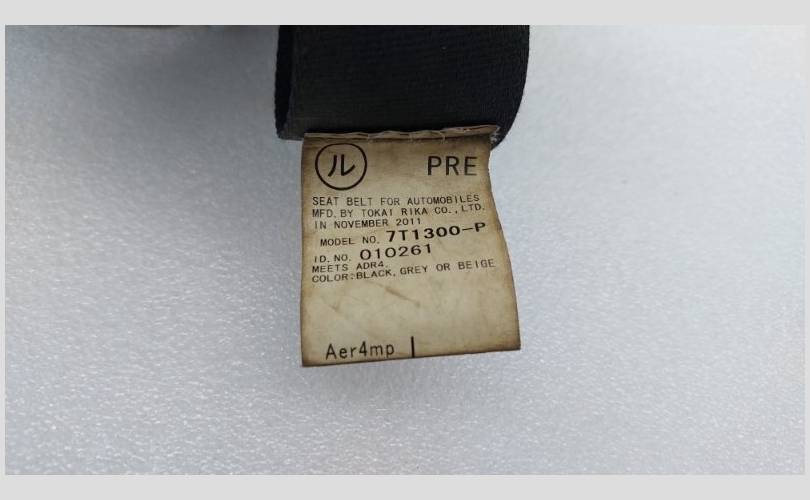 ル PRE
SEAT BELT FOR AUTOMOBILES
MFD. BY TOKAI RIKA CO., LTD.
IN NOVEMBER 2011
MODEL NO. 7T1300-P
ID. NO. 010261
MEETS ADR4.
COLOR:BLACK, GREY OR BEIGE
Aer4mp